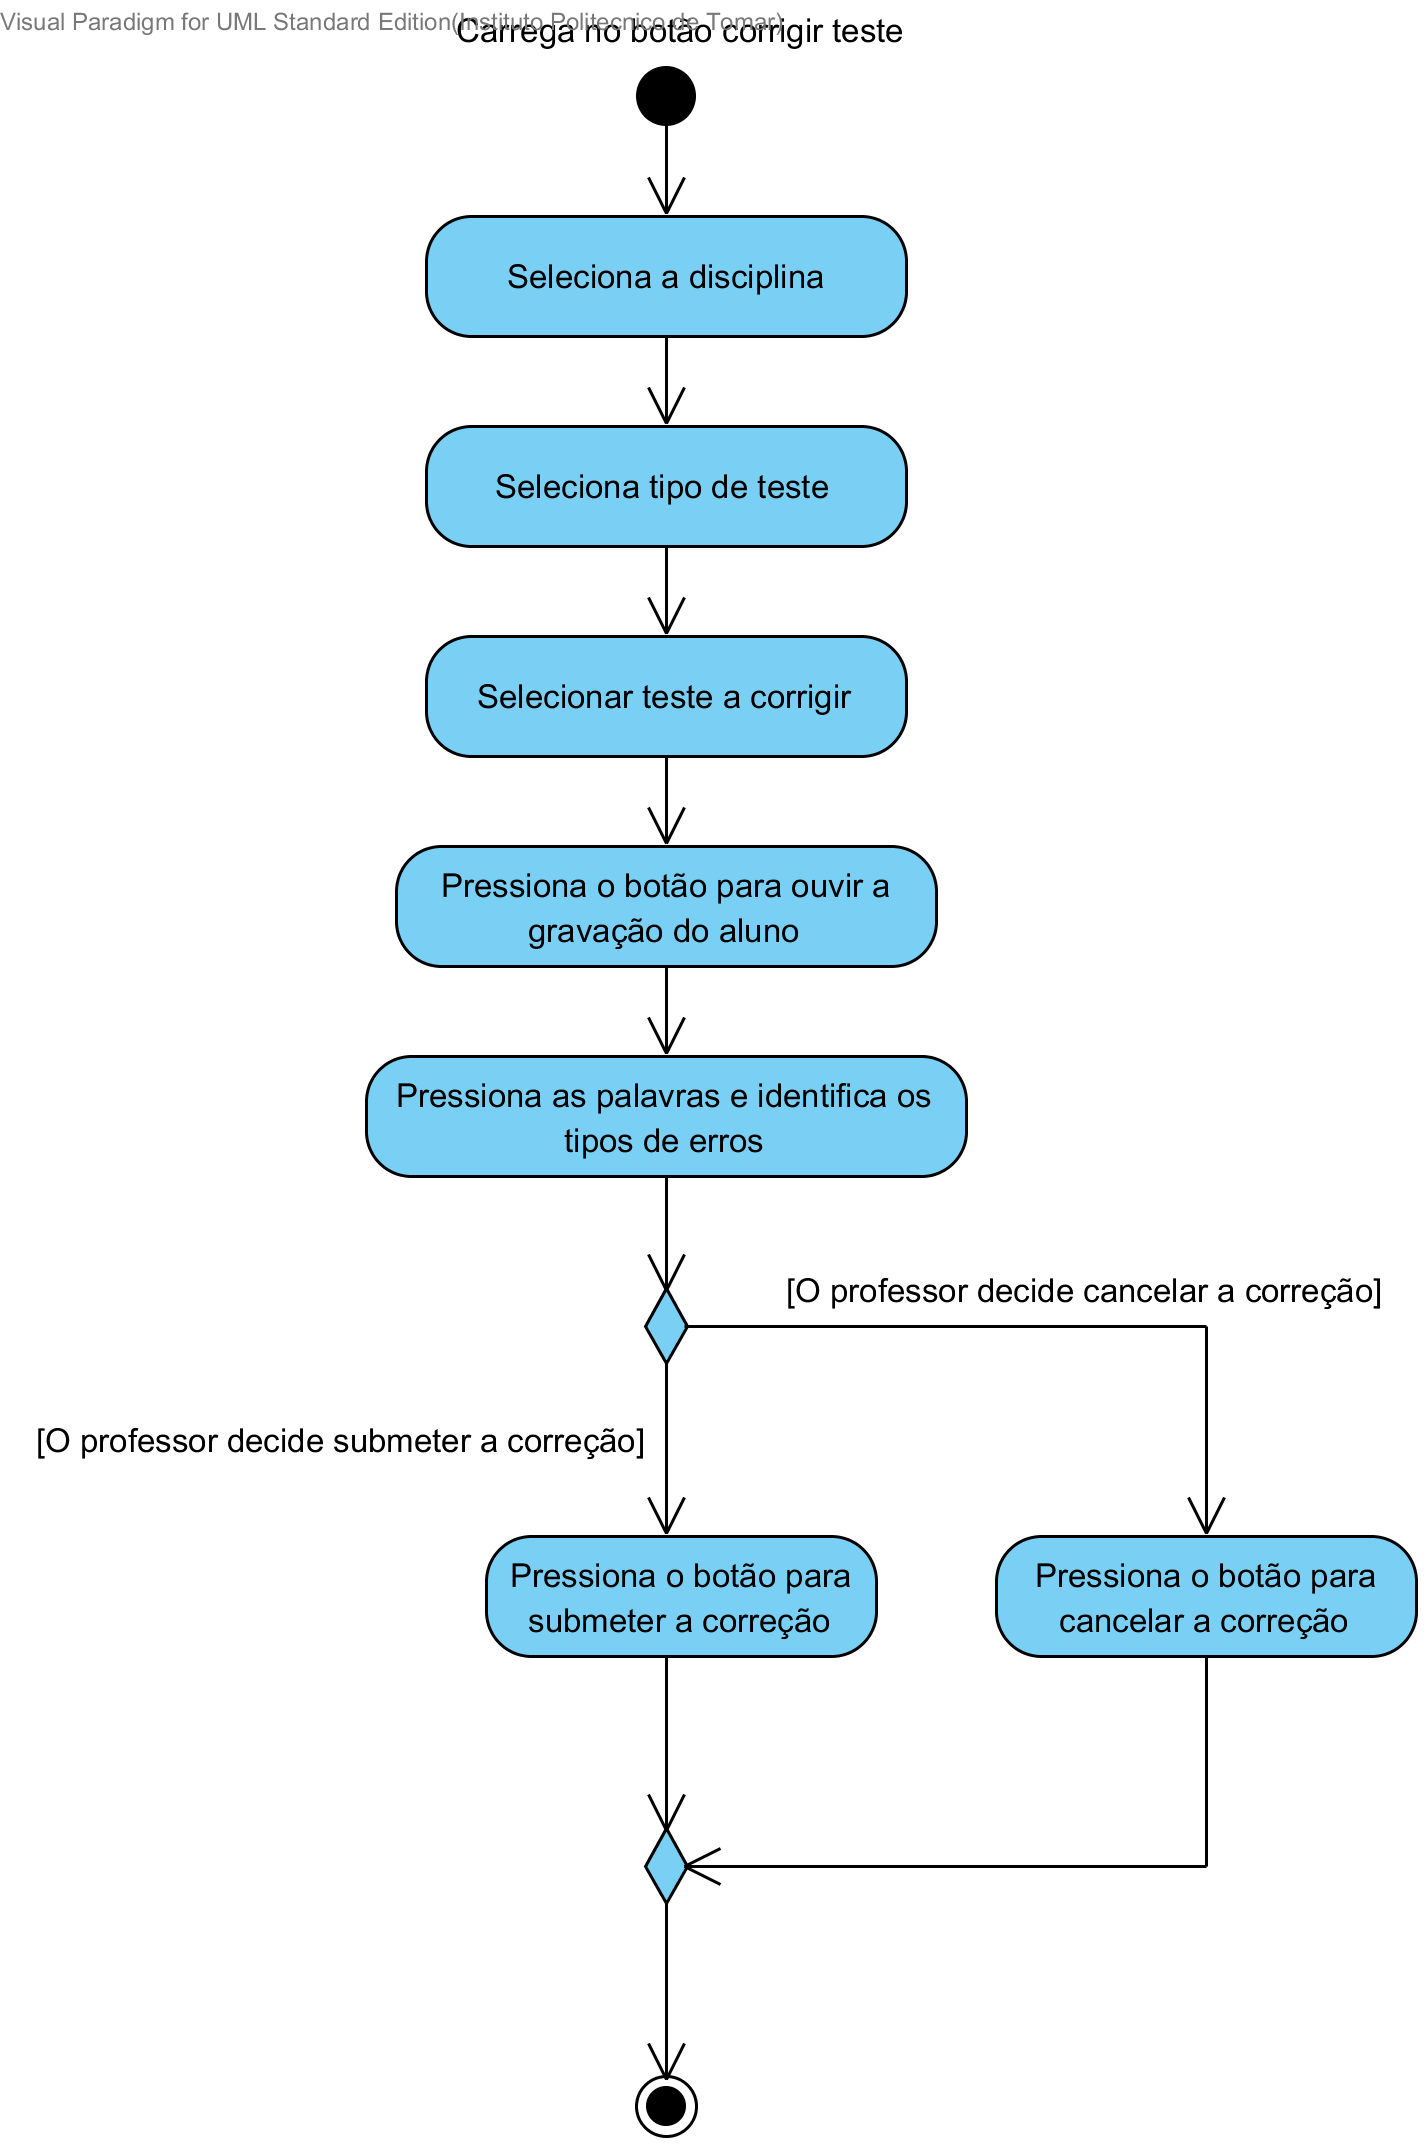 Visual Paradigm for UML Standard Edition(Instituto Politecnico de Tomar)
Carrega no botão corrigir teste
Seleciona a disciplina
Seleciona tipo de teste
Selecionar teste a corrigir
Pressiona o botão para ouvir a
gravação do aluno
Pressiona as palavras e identifica os
tipos de erros
[O professor decide cancelar a correção]
[O professor decide submeter a correção]
Pressiona o botão para
submeter a correção
Pressiona o botão para
cancelar a correção